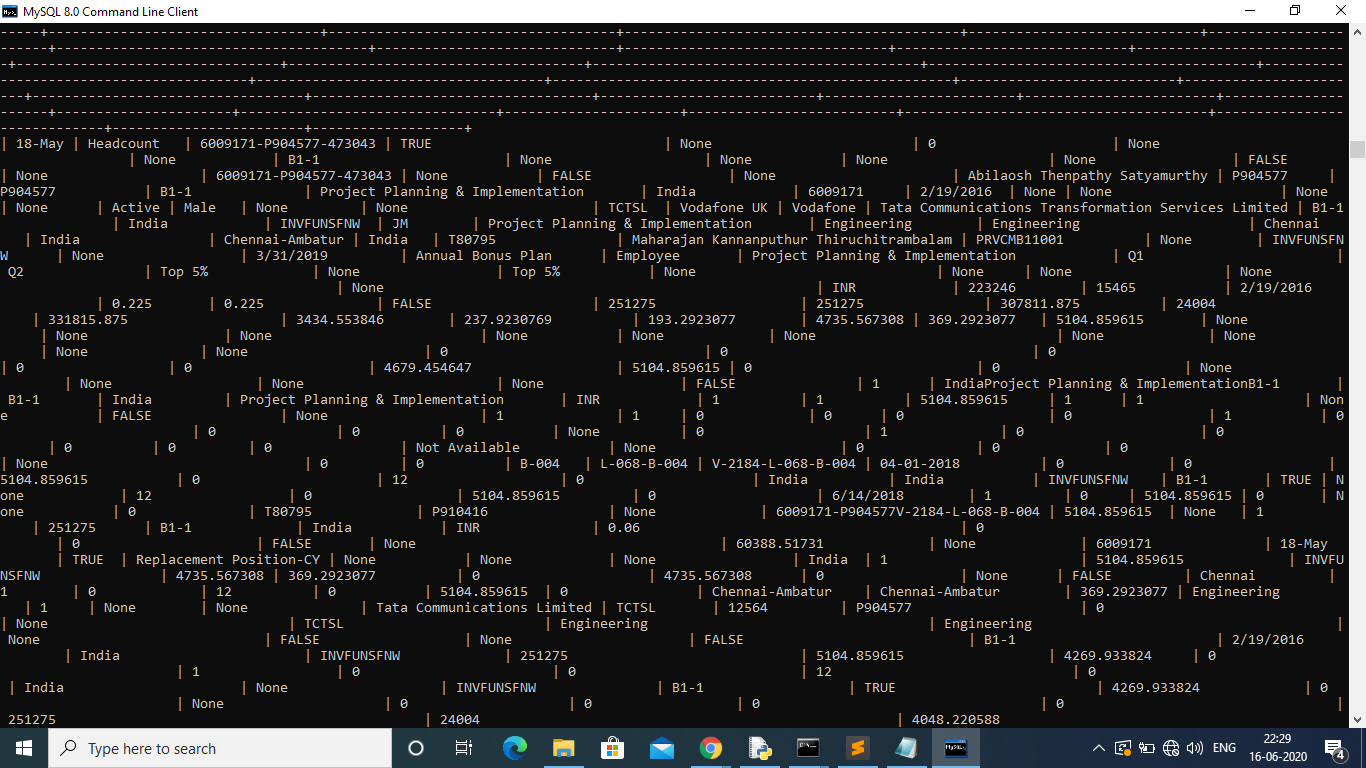 MySQL 8.0 Command Line Client
-----+----------------------------------+------------------------------------+------------------------------------------+-----------------------------+-----------------
------+---------------------------------------+------------------------------+---------------------------------+-----------------------------+--------------------------
-+---------------------------------+-------------------------------------+-----------------------------------------+-----------------------------------------+----------
-------------------------------+------------------------------------+--------------------------------------------------+---------------------------+--------------------
---+----------------------------------+-----------------------------------+---------------------------+------------------------+--------------------+------------------
------+----------------------+--------------------------------+----------------------+--------------------------+-------------------------------------+----------------
-------------+------------------------+-------------------+
| 18-May | Headcount | 6009171-P904577-473043 | TRUE | None | 0 | None
| None | B1-1 | None | None | None | None | FALSE
| None | 6009171-P904577-473043 | None | FALSE | None | Abilaosh Thenpathy Satyamurthy | P904577 |
P904577 | B1-1 | Project Planning & Implementation | India | 6009171 | 2/19/2016 | None | None | None
| None | Active | Male | None | None | TCTSL | Vodafone UK | Vodafone | Tata Communications Transformation Services Limited | B1-1
| India | INVFUNSFNW | JM | Project Planning & Implementation | Engineering | Engineering | Chennai
| India | Chennai-Ambatur | India | T80795 | Maharajan Kannanputhur Thiruchitrambalam | PRVCMB11001 | None | INVFUNSFN
W | None | 3/31/2019 | Annual Bonus Plan | Employee | Project Planning & Implementation | Q1 |
Q2 | Top 5% | None | Top 5% | None | None | None | None
| None | INR | 223246 | 15465 | 2/19/2016
| 0.225 | 0.225 | FALSE | 251275 | 251275 | 307811.875 | 24004
| 331815.875 | 3434.553846 | 237.9230769 | 193.2923077 | 4735.567308 | 369.2923077 | 5104.859615 | None
| None | None | None | None | None | None | None
| None | None | 0 | 0 | 0
| 0 | 0 | 4679.454647 | 5104.859615 | 0 | 0 | None
| None | None | None | FALSE | 1 | IndiaProject Planning & ImplementationB1-1 |
B1-1 | India | Project Planning & Implementation | INR | 1 | 1 | 5104.859615 | 1 | 1 | Non
e | FALSE | None | 1 | 1 | 0 | 0 | 0 | 0 | 1 | 0
| 0 | 0 | 0 | None | 0 | 1 | 0 | 0
| 0 | 0 | 0 | Not Available | None | 0 | 0 | 0 | 0
| None | 0 | 0 | B-004 | L-068-B-004 | V-2184-L-068-B-004 | 04-01-2018 | 0 | 0 |
5104.859615 | 0 | 12 | 0 | India | India | INVFUNSFNW | B1-1 | TRUE | N
one | 12 | 0 | 5104.859615 | 0 | 6/14/2018 | 1 | 0 | 5104.859615 | 0 | N
one | 0 | T80795 | P910416 | None | 6009171-P904577V-2184-L-068-B-004 | 5104.859615 | None | 1
| 251275 | B1-1 | India | INR | 0.06 | 0
| 0 | FALSE | None | 60388.51731 | None | 6009171 | 18-May
| TRUE | Replacement Position-CY | None | None | None | India | 1 | 5104.859615 | INVFU
NSFNW | 4735.567308 | 369.2923077 | 0 | 4735.567308 | 0 | None | FALSE | Chennai |
1 | 0 | 12 | 0 | 5104.859615 | 0 | Chennai-Ambatur | Chennai-Ambatur | 369.2923077 | Engineering
| 1 | None | None | Tata Communications Limited | TCTSL | 12564 | P904577 | 0
| None | TCTSL | Engineering | Engineering |
None | FALSE | None | FALSE | B1-1 | 2/19/2016
| India | INVFUNSFNW | 251275 | 5104.859615 | 4269.933824 | 0
| 1 | 0 | 0 | 12 | 0
| India | None | INVFUNSFNW | B1-1 | TRUE | 4269.933824 | 0
| None | 0 | 0 | 0 | 0 |
251275 | 24004 | 4048.220588
Type here to search
ENG
22:29
16-06-2020
4